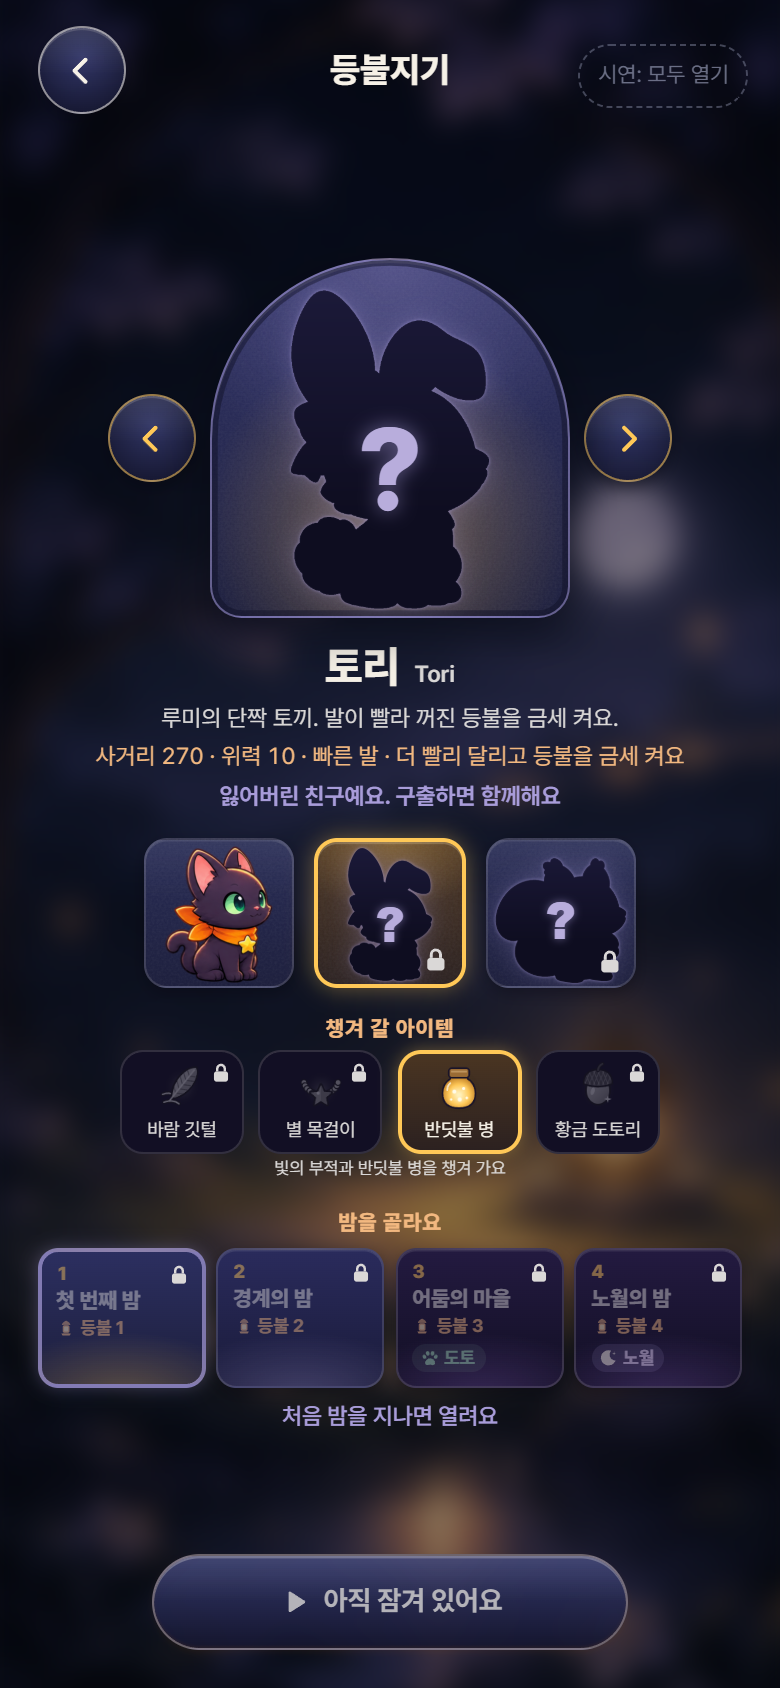 등불지기
시연: 모두 열기
?
토리 Tori
루미의 단짝 토끼. 발이 빨라 꺼진 등불을 금세 켜요.
사거리 270 · 위력 10 · 빠른 발 · 더 빨리 달리고 등불을 금세 켜요
잃어버린 친구예요. 구출하면 함께해요
? ?
챙겨 갈 아이템
바람 깃털 별 목걸이 반딧불 병 황금 도토리
빛의 부적과 반딧불 병을 챙겨 가요
밤을 골라요
1
첫 번째 밤
등불 1
2
경계의 밤
등불 2
3
어둠의 마을
등불 3
도토
4
노월의 밤
등불 4
노월
처음 밤을 지나면 열려요
아직 잠겨 있어요